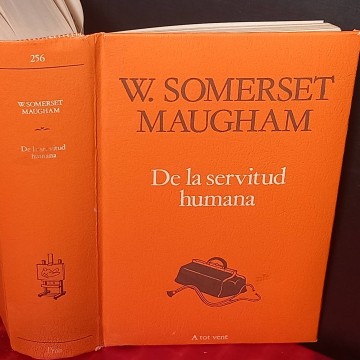 256
W. SOMERSET
MAUGHAM
De la servitud
humana
W. SOMERSET
MAUGHAM
De la servitud
humana
A tot vent